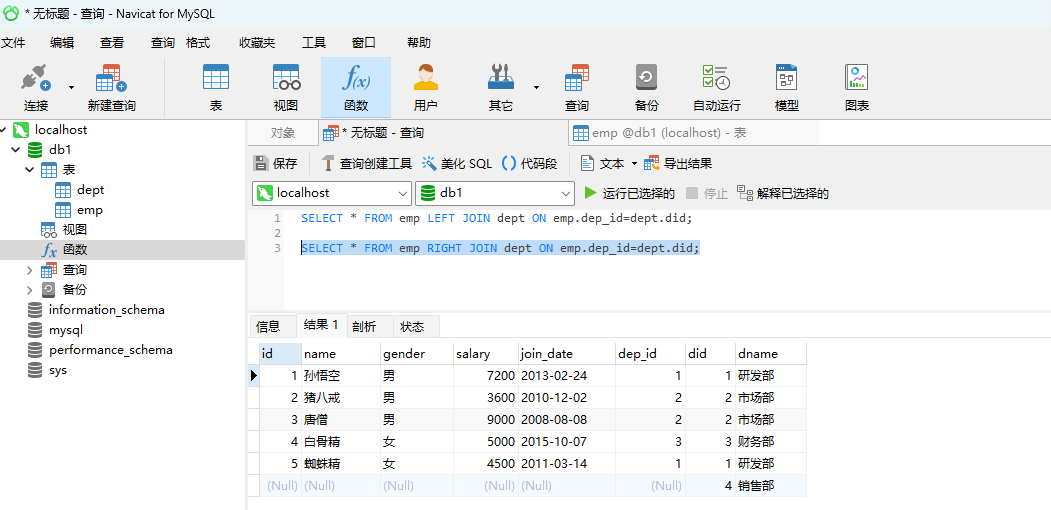 * 无标题 - 查询 - Navicat for MySQL
文件 编辑 查看 查询 格式 收藏夹 工具 窗口 帮助
连接 新建查询 表 视图 函数 用户 其它 查询 备份 自动运行 模型 图表
localhost
db1
表
dept
emp
视图
函数
查询
备份
information_schema
mysql
performance_schema
sys
对象 * 无标题 - 查询 emp @db1 (localhost) - 表
保存 查询创建工具 美化 SQL 代码段 文本 导出结果
localhost db1 运行已选择的 停止 解释已选择的
1 SELECT * FROM emp LEFT JOIN dept ON emp.dep_id=dept.did;
2
3 SELECT * FROM emp RIGHT JOIN dept ON emp.dep_id=dept.did;
信息 结果 1 剖析 状态
id name gender salary join_date dep_id did dname
1 孙悟空 男 7200 2013-02-24 1 1 研发部
2 猪八戒 男 3600 2010-12-02 2 2 市场部
3 唐僧 男 9000 2008-08-08 2 2 市场部
4 白骨精 女 5000 2015-10-07 3 3 财务部
5 蜘蛛精 女 4500 2011-03-14 1 1 研发部
(Null) (Null) (Null) (Null) (Null) (Null) 4 销售部